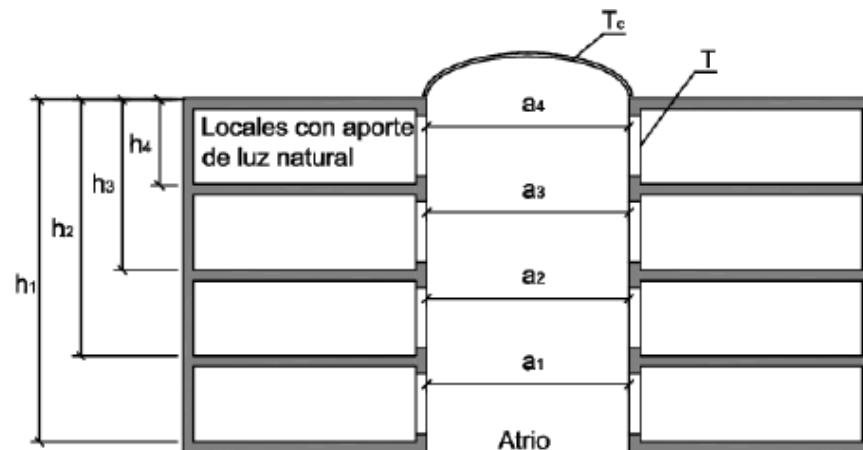 Tc
T
a4
Locales con aporte
de luz natural
h4
a3
h3
h2
a2
h1
a1
Atrio